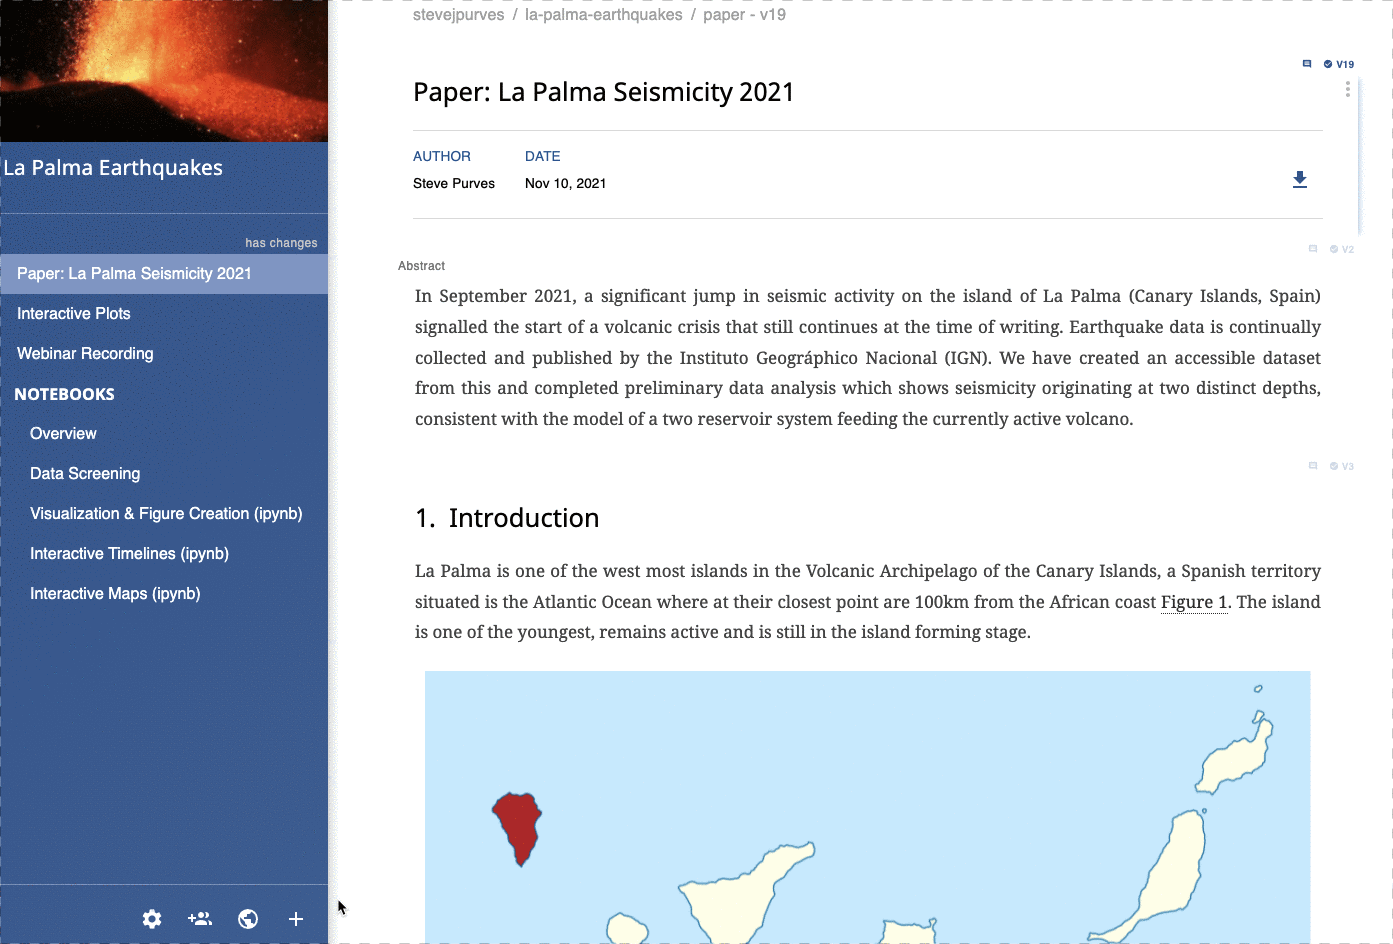 stevejpurves / la-palma-earthquakes / paper - v19
La Palma Earthquakes
has changes
Paper: La Palma Seismicity 2021
Interactive Plots
Webinar Recording
NOTEBOOKS
Overview
Data Screening
Visualization & Figure Creation (ipynb)
Interactive Timelines (ipynb)
Interactive Maps (ipynb)
V19
Paper: La Palma Seismicity 2021
AUTHOR DATE
Steve Purves Nov 10, 2021
V2
Abstract
In September 2021, a significant jump in seismic activity on the island of La Palma (Canary Islands, Spain)
signalled the start of a volcanic crisis that still continues at the time of writing. Earthquake data is continually
collected and published by the Instituto Geográphico Nacional (IGN). We have created an accessible dataset
from this and completed preliminary data analysis which shows seismicity originating at two distinct depths,
consistent with the model of a two reservoir system feeding the currently active volcano.
V3
1. Introduction
La Palma is one of the west most islands in the Volcanic Archipelago of the Canary Islands, a Spanish territory
situated is the Atlantic Ocean where at their closest point are 100km from the African coast Figure 1. The island
is one of the youngest, remains active and is still in the island forming stage.